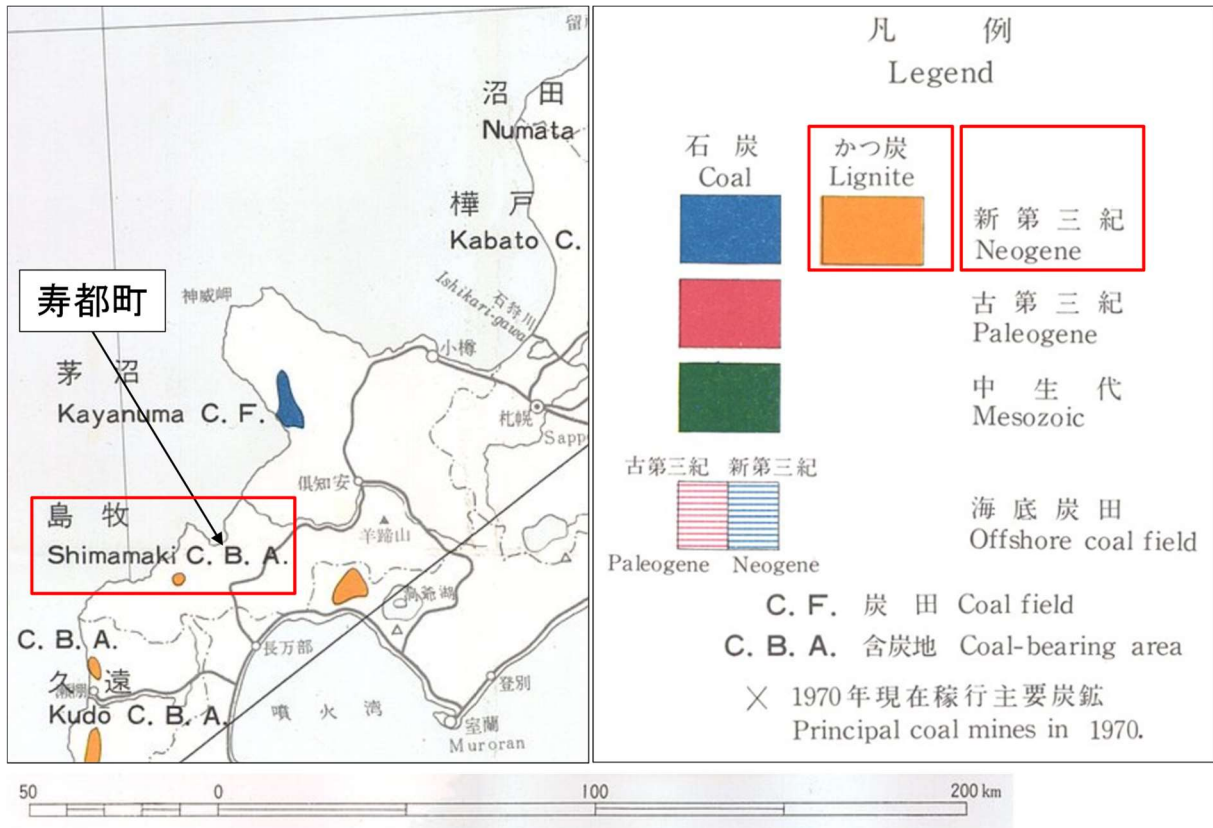 留
沼田
Numata
樺戸
Kabato C.
石狩川
Ishikari-gawa
寿都町
神威岬
小樽
茅沼
Kayanuma C. F.
札幌
Sapp
倶知安
島牧
Shimamaki C. B. A.
羊蹄山
洞爺湖
C. B. A.
長万部
久遠
瀬棚
Kudo C. B. A.
登別
噴火湾
室蘭
Muroran
凡例
Legend
石炭
Coal
かつ炭
Lignite
新第三紀
Neogene
古第三紀
Paleogene
中生代
Mesozoic
古第三紀 新第三紀
Paleogene Neogene
海底炭田
Offshore coal field
C. F. 炭田 Coal field
C. B. A. 含炭地 Coal-bearing area
× 1970年現在稼行主要炭鉱
Principal coal mines in 1970.
50 0 100 200 km